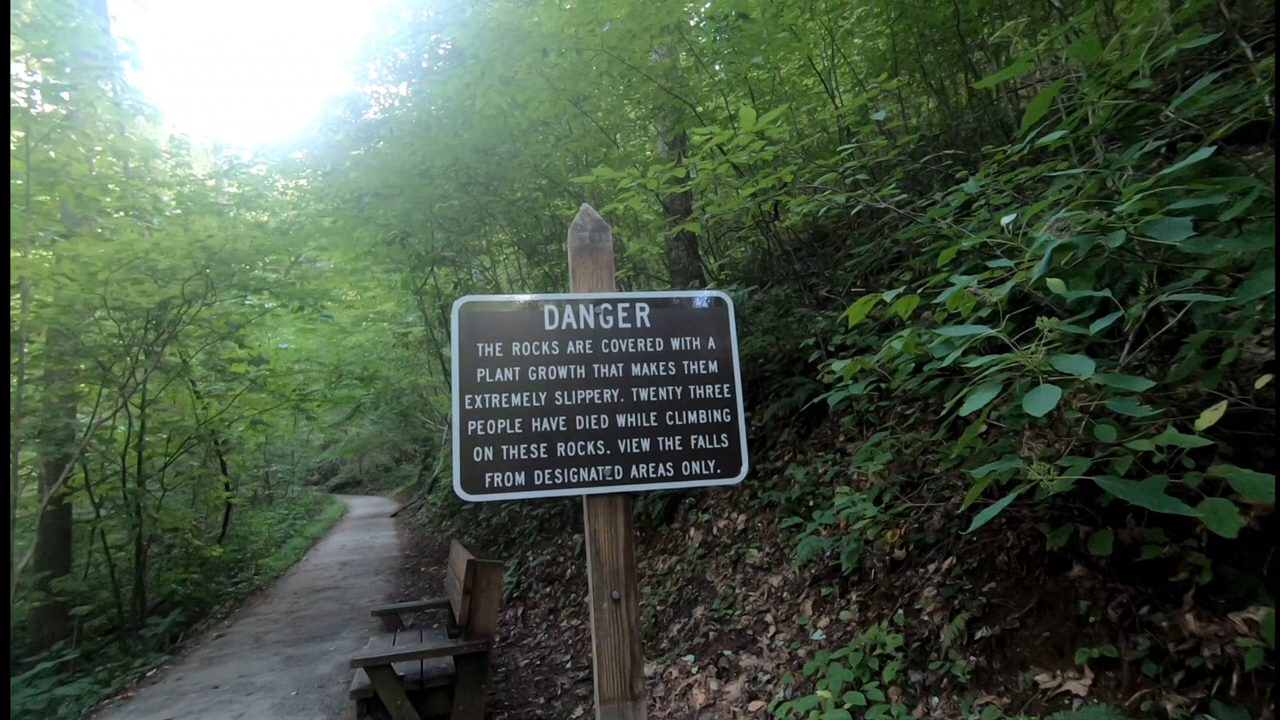 DANGER
THE ROCKS ARE COVERED WITH A
PLANT GROWTH THAT MAKES THEM
EXTREMELY SLIPPERY. TWENTY THREE
PEOPLE HAVE DIED WHILE CLIMBING
ON THESE ROCKS. VIEW THE FALLS
FROM DESIGNATED AREAS ONLY.